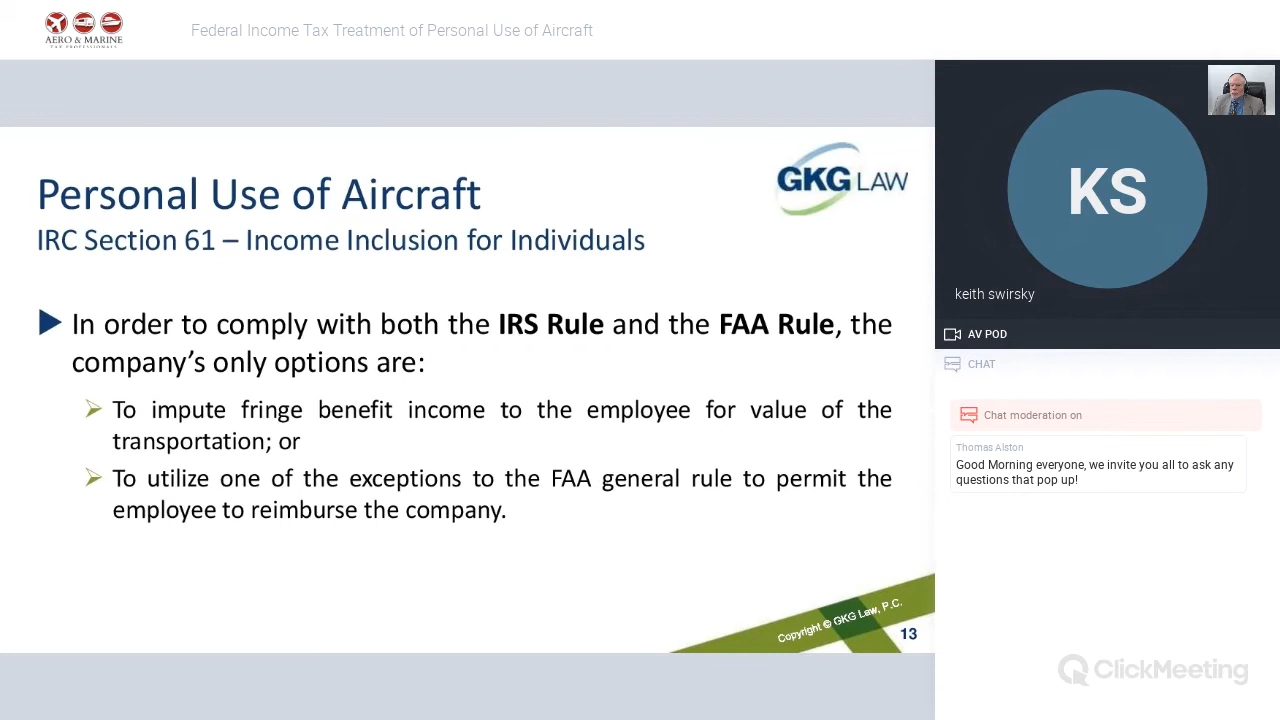 AERO & MARINE
TAX PROFESSIONALS
Federal Income Tax Treatment of Personal Use of Aircraft
GKG LAW
Personal Use of Aircraft
IRC Section 61 – Income Inclusion for Individuals
In order to comply with both the IRS Rule and the FAA Rule, the
company's only options are:
To impute fringe benefit income to the employee for value of the
transportation; or
To utilize one of the exceptions to the FAA general rule to permit the
employee to reimburse the company.
Copyright © GKG Law, P.C.
13
KS
keith swirsky
AV POD
CHAT
Chat moderation on
Thomas Alston
Good Morning everyone, we invite you all to ask any
questions that pop up!
ClickMeeting